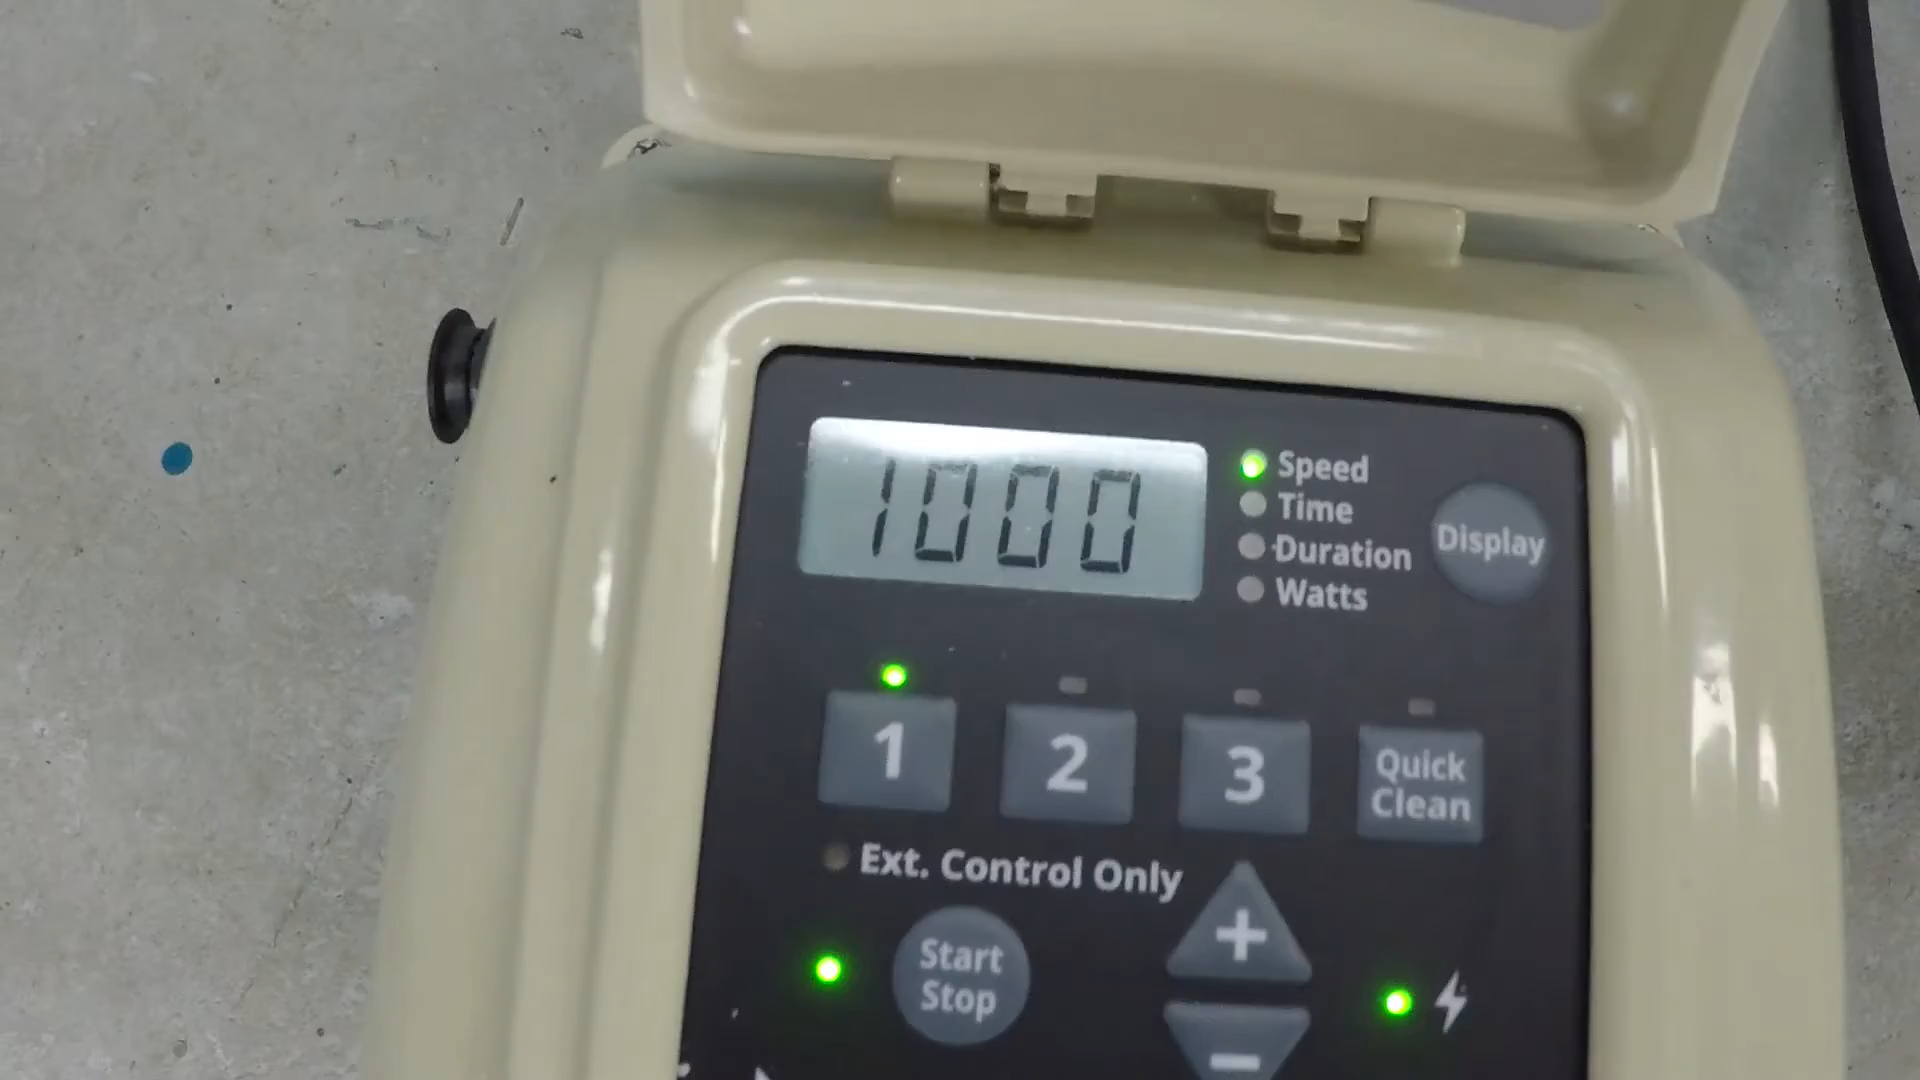 1000
Speed
Time
Duration
Watts
Display
1
2
3
Quick
Clean
Ext. Control Only
+
Start
Stop
-